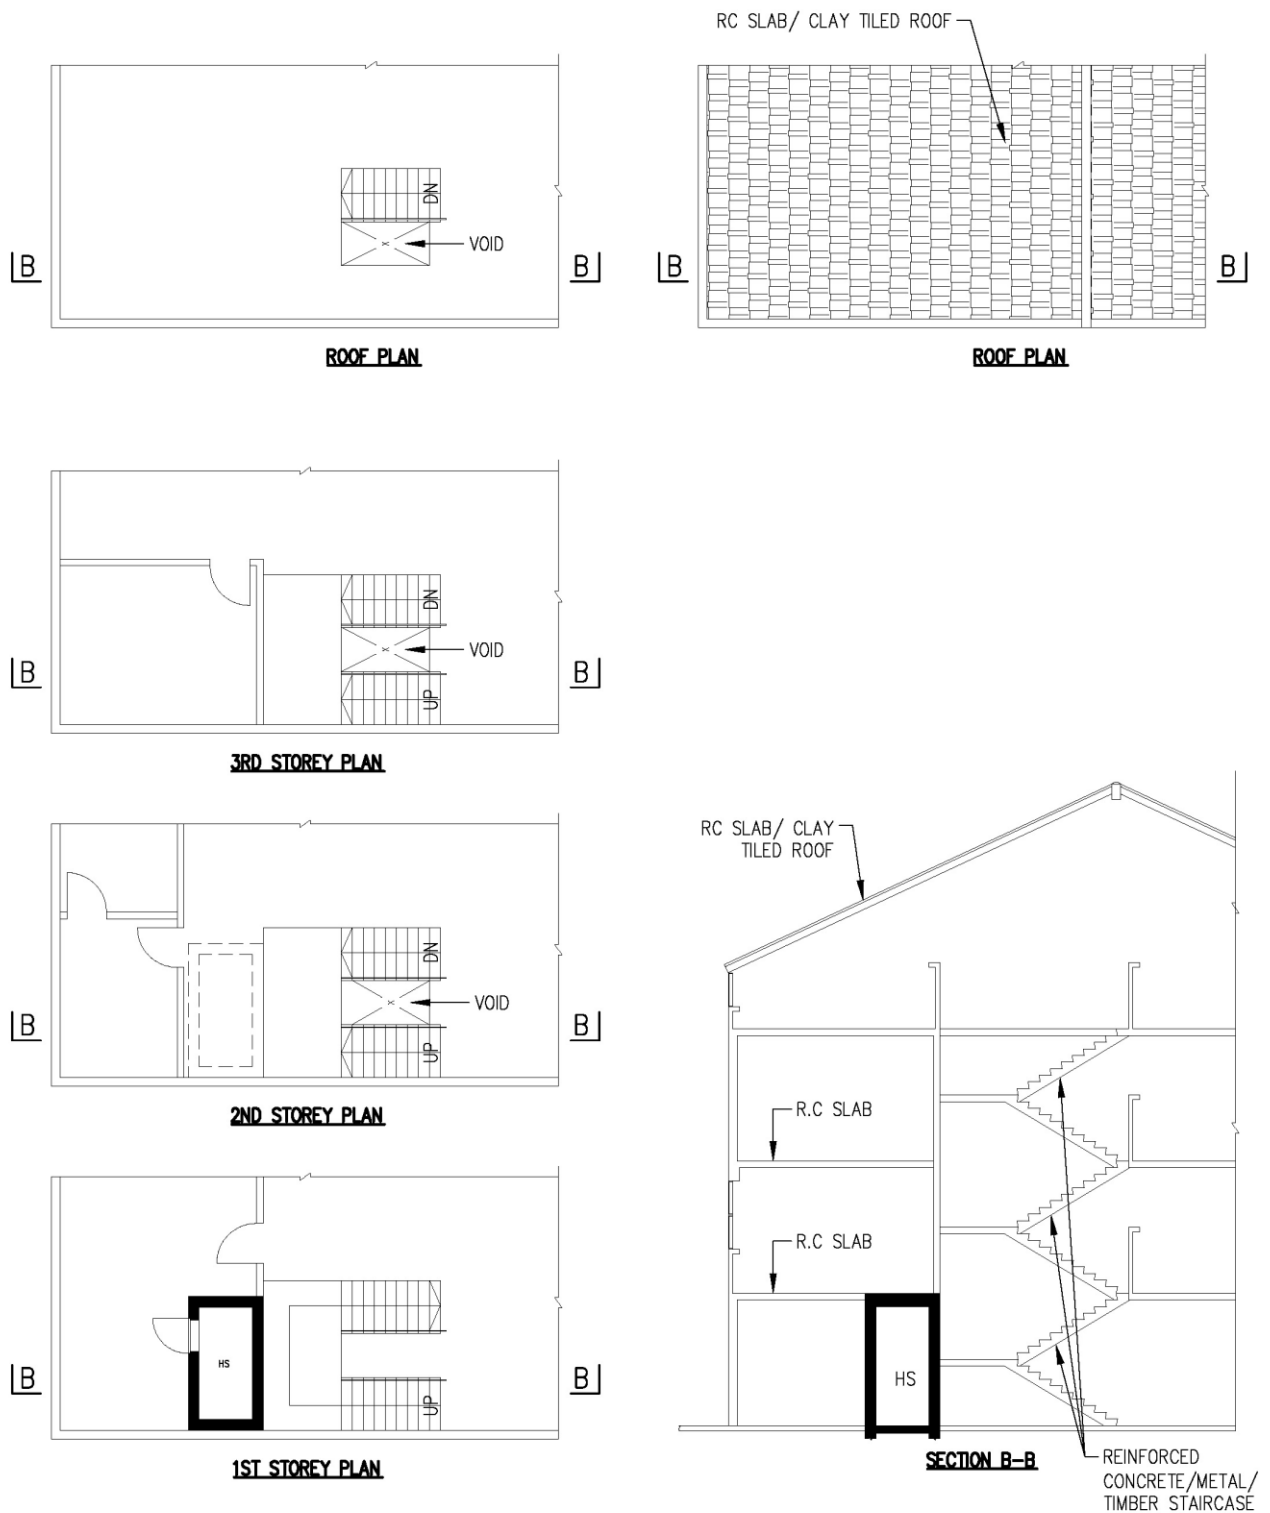 RC SLAB/ CLAY TILED ROOF
DN
VOID
B
B
ROOF PLAN
B
B
ROOF PLAN
DN
VOID
UP
B
B
3RD STOREY PLAN
DN
VOID
UP
B
B
2ND STOREY PLAN
HS
UP
B
B
1ST STOREY PLAN
RC SLAB/ CLAY
TILED ROOF
R.C SLAB
R.C SLAB
HS
SECTION B-B
REINFORCED
CONCRETE/METAL/
TIMBER STAIRCASE